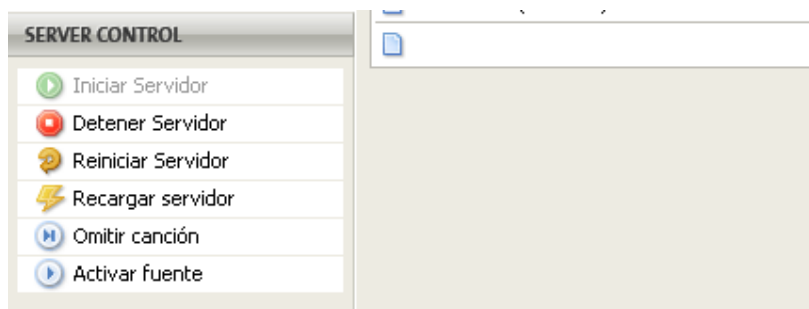 SERVER CONTROL
Iniciar Servidor
Detener Servidor
Reiniciar Servidor
Recargar servidor
Omitir canción
Activar fuente